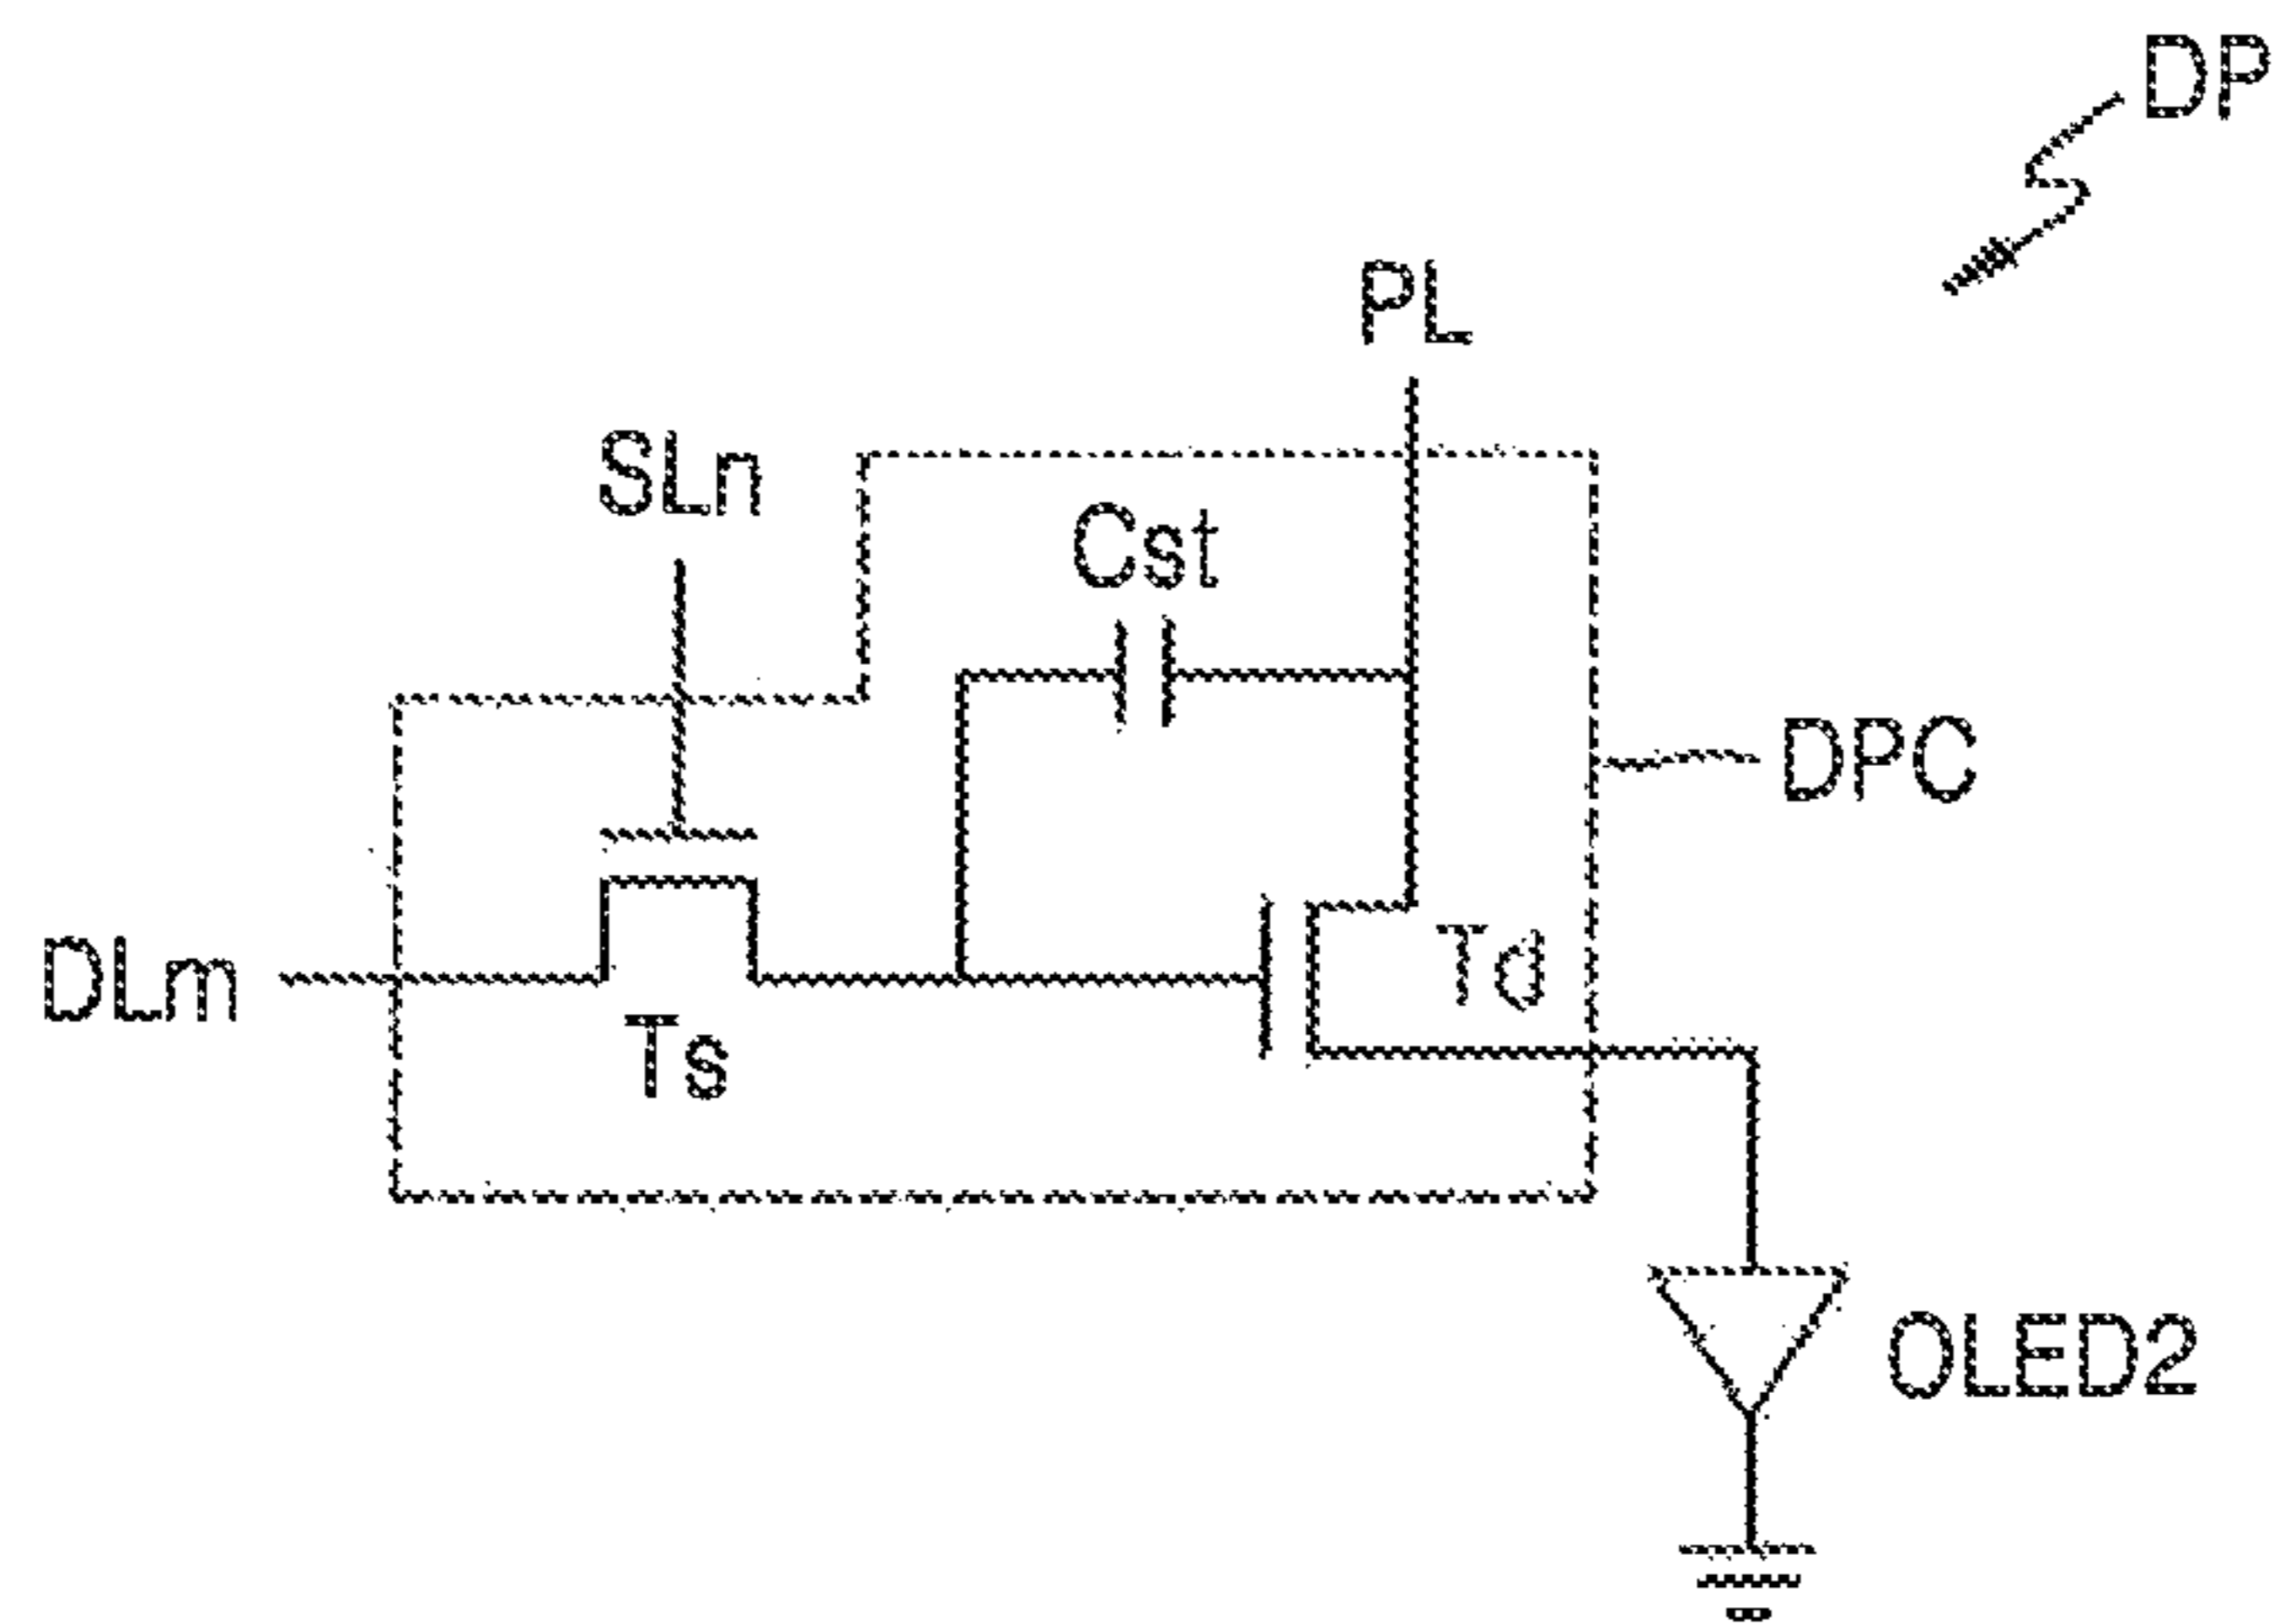 DP
PL
SLn
Cst
DPC
DLm
Td
Ts
OLED2